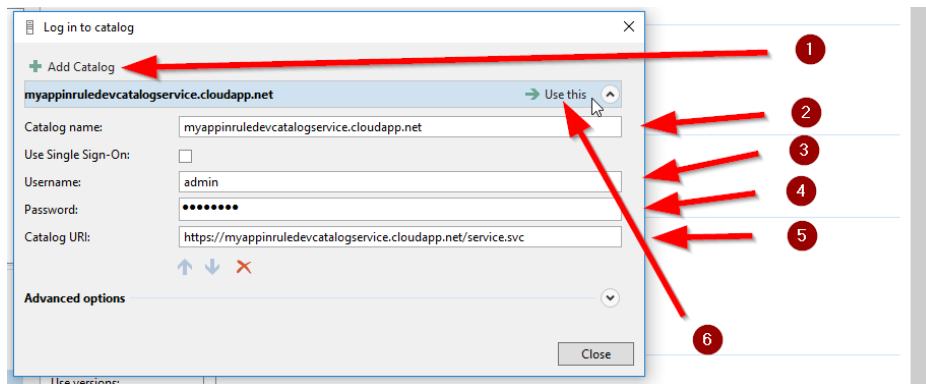 Log in to catalog
Add Catalog
1
myappinruledevcatalogservice.cloudapp.net Use this
Catalog name: myappinruledevcatalogservice.cloudapp.net 2
Use Single Sign-On: 3
Username: admin
Password: •••••••• 4
Catalog URI: https://myappinruledevcatalogservice.cloudapp.net/service.svc 5
Advanced options
6
Close
Use versions: